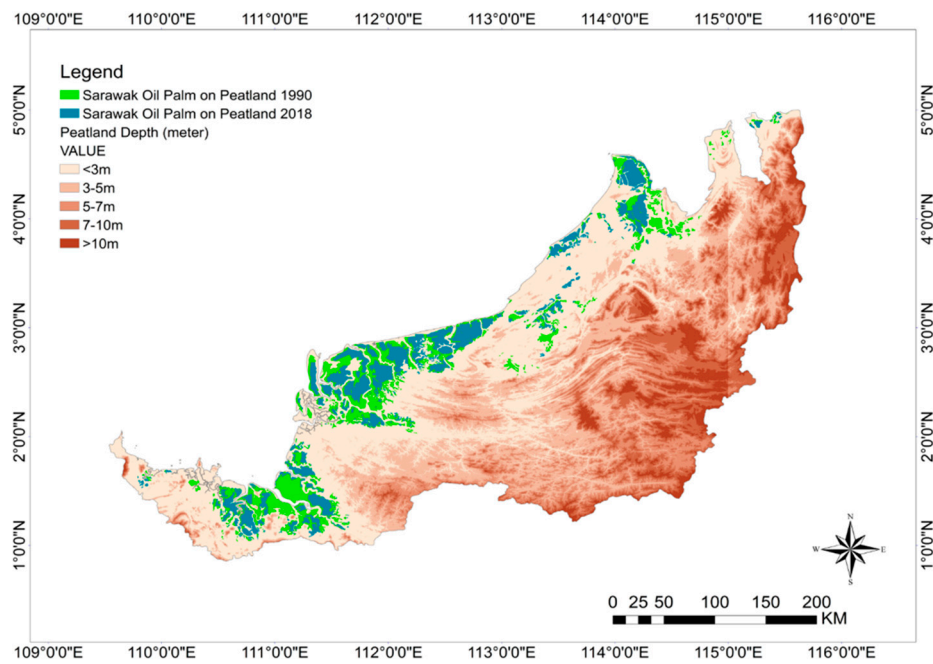 109°0'0"E 110°0'0"E 111°0'0"E 112°0'0"E 113°0'0"E 114°0'0"E 115°0'0"E 116°0'0"E
Legend
Sarawak Oil Palm on Peatland 1990
Sarawak Oil Palm on Peatland 2018
Peatland Depth (meter)
VALUE
<3m
3-5m
5-7m
7-10m
>10m
5°0'0"N
4°0'0"N
3°0'0"N
2°0'0"N
1°0'0"N
5°0'0"N
4°0'0"N
3°0'0"N
2°0'0"N
1°0'0"N
N
W E
S
0 25 50 100 150 200
KM
109°0'0"E 110°0'0"E 111°0'0"E 112°0'0"E 113°0'0"E 114°0'0"E 115°0'0"E 116°0'0"E